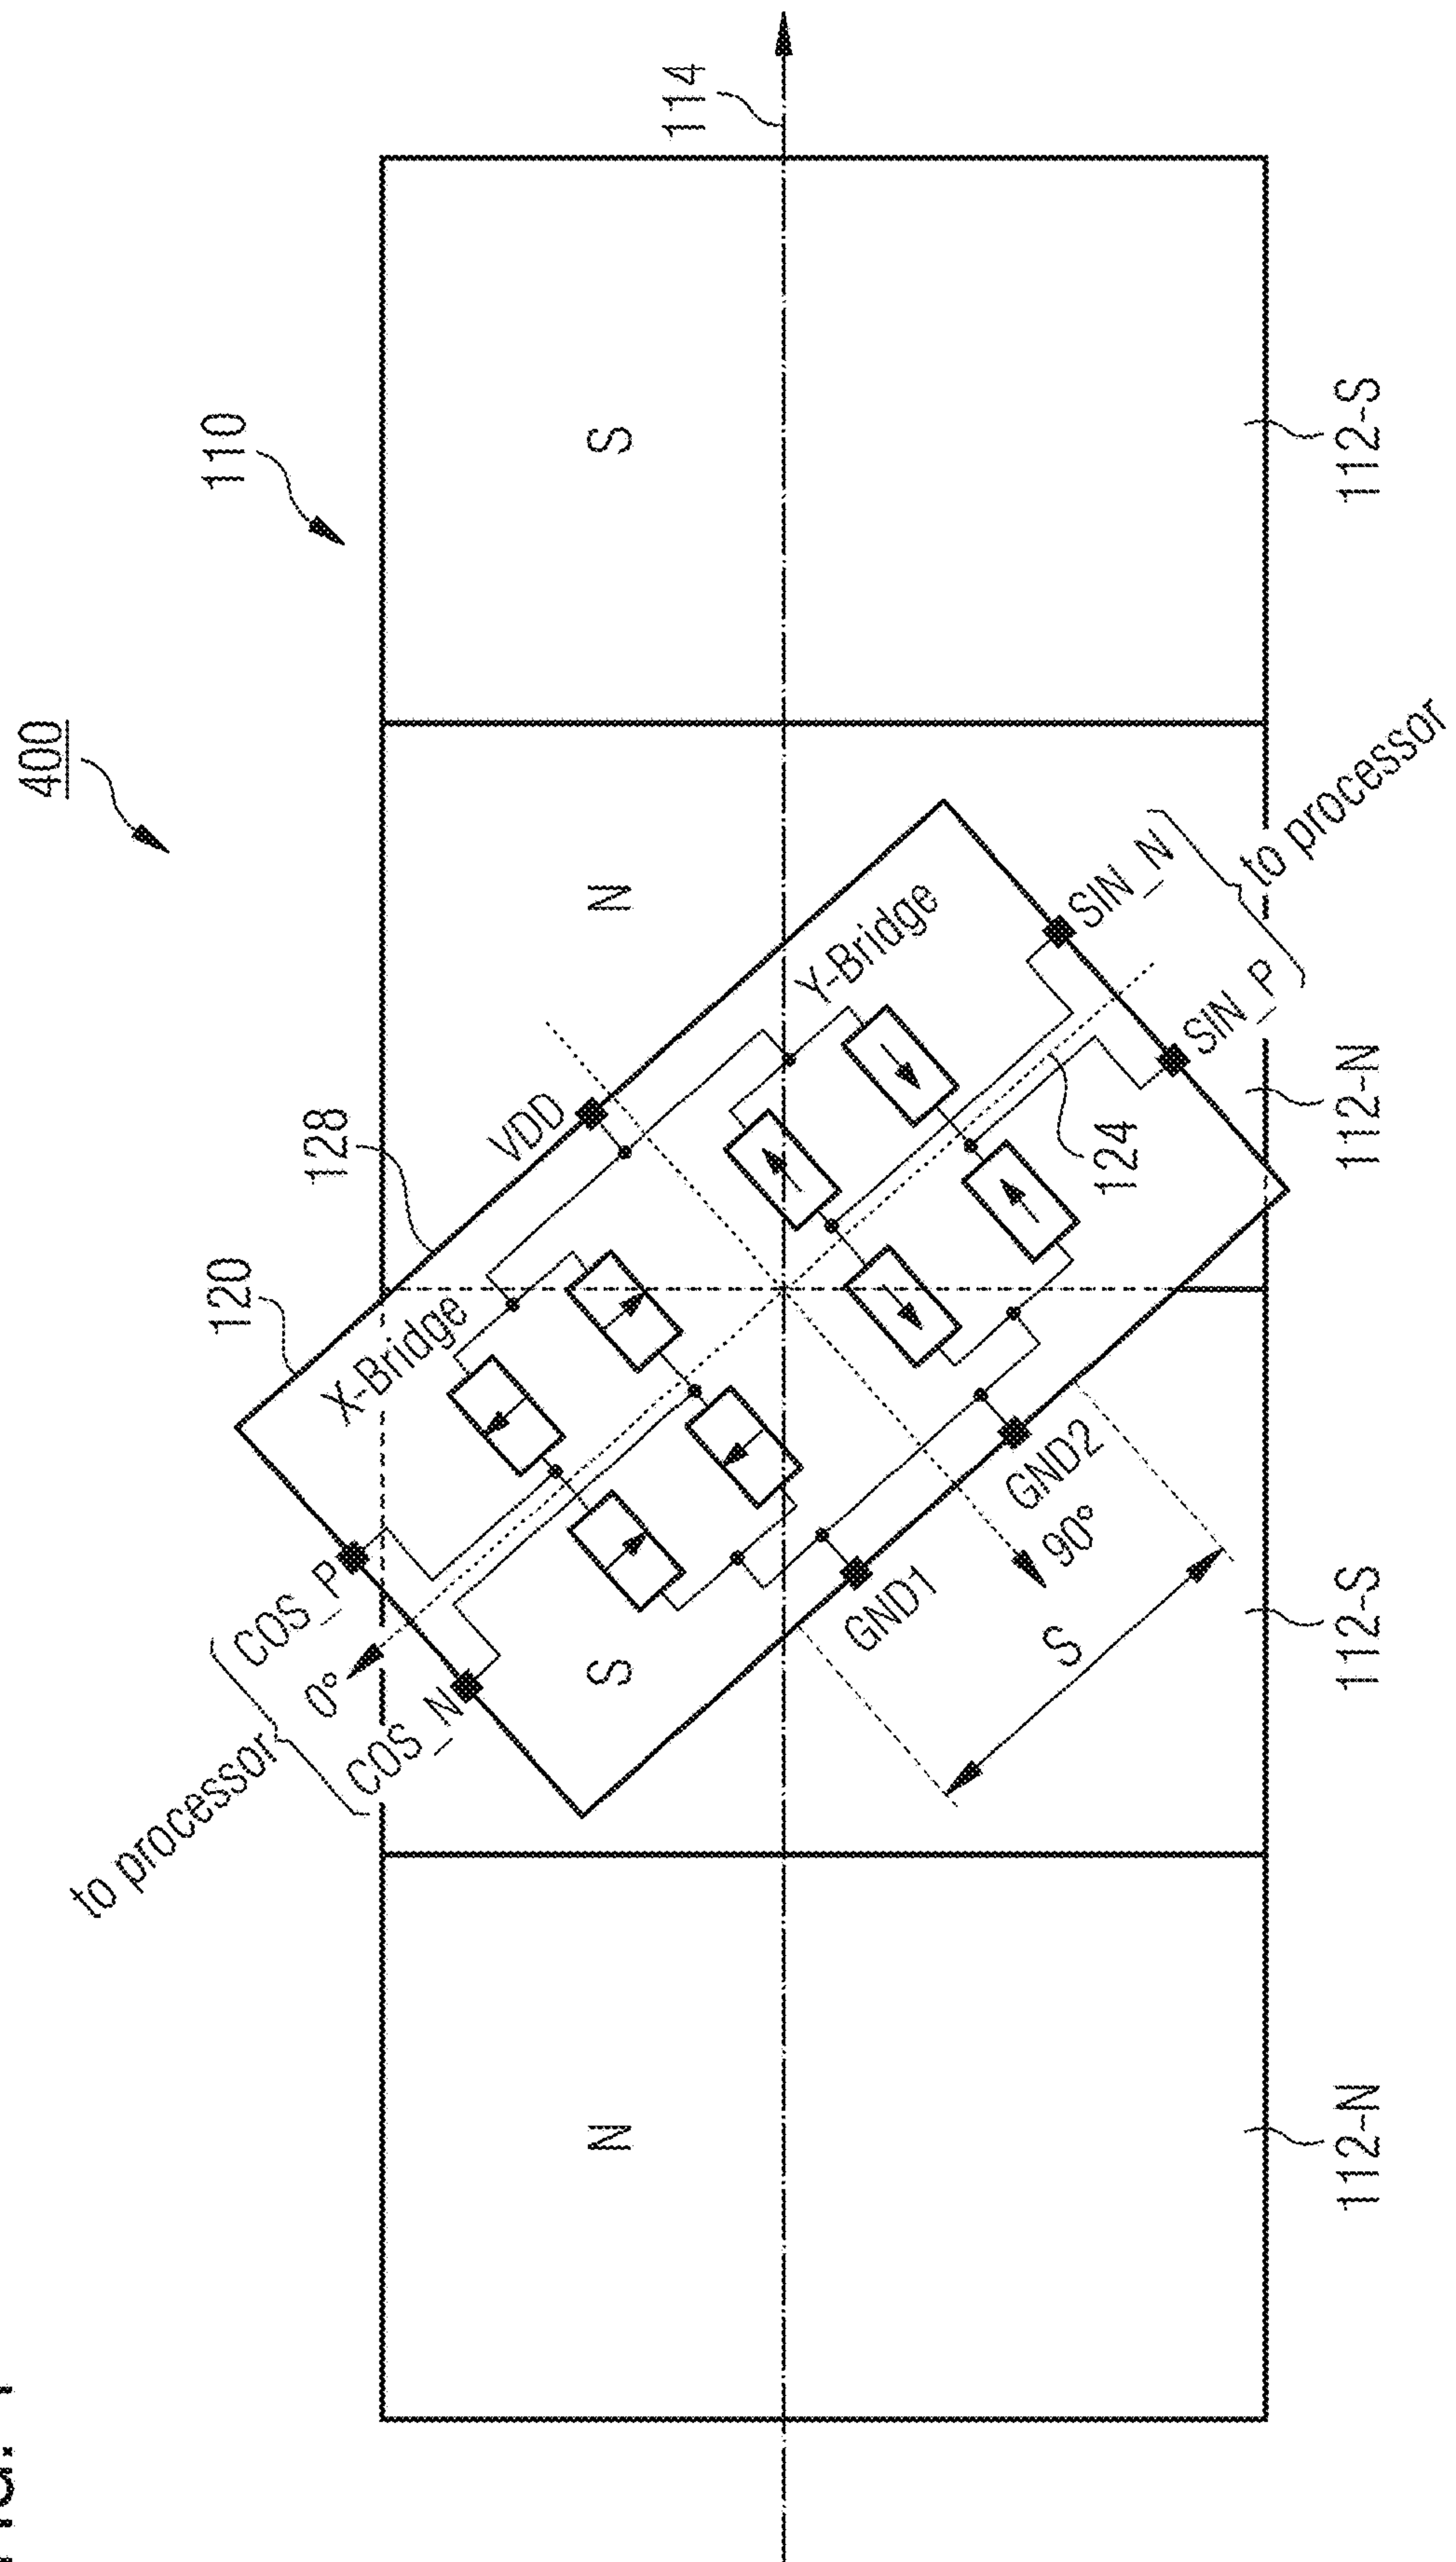 400
110
114
N
S
N
S
120
128
X-Bridge
VDD
Y-Bridge
to processor
COS_P
0°
COS_N
GND1
GND2
90°
S
124
SIN_P
SIN_N
to processor
112-N
112-S
112-N
112-S